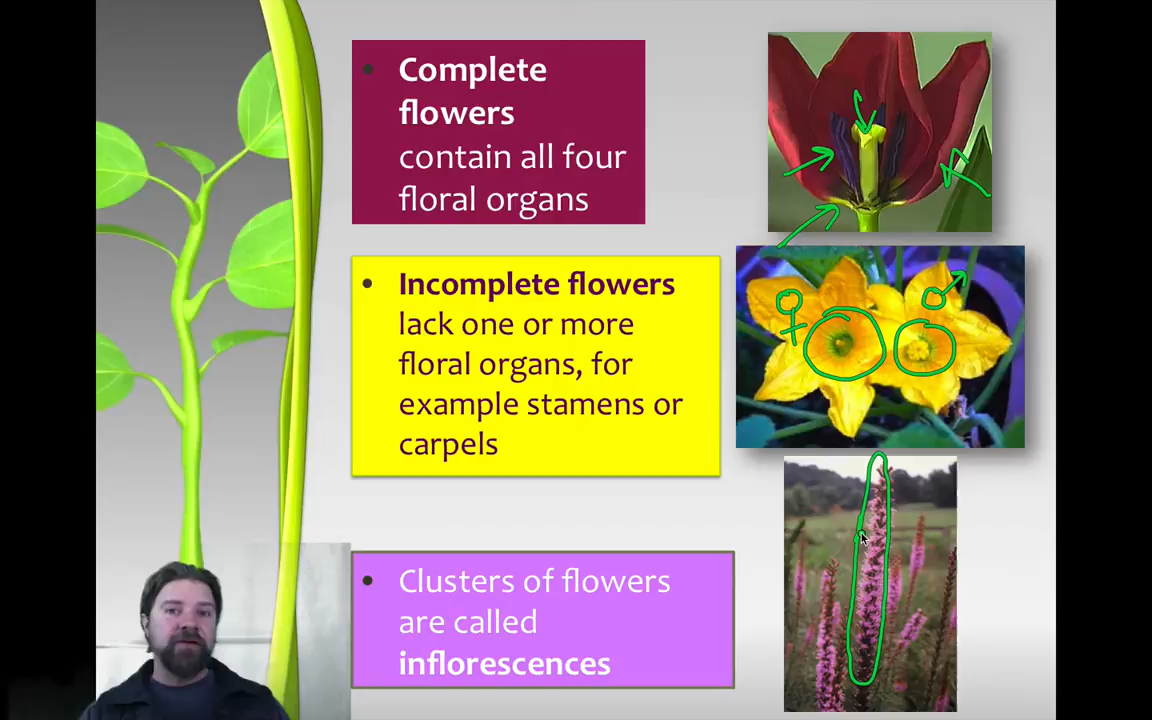 Complete
flowers
contain all four
floral organs
Incomplete flowers
lack one or more
floral organs, for
example stamens or
carpels
Clusters of flowers
are called
inflorescences